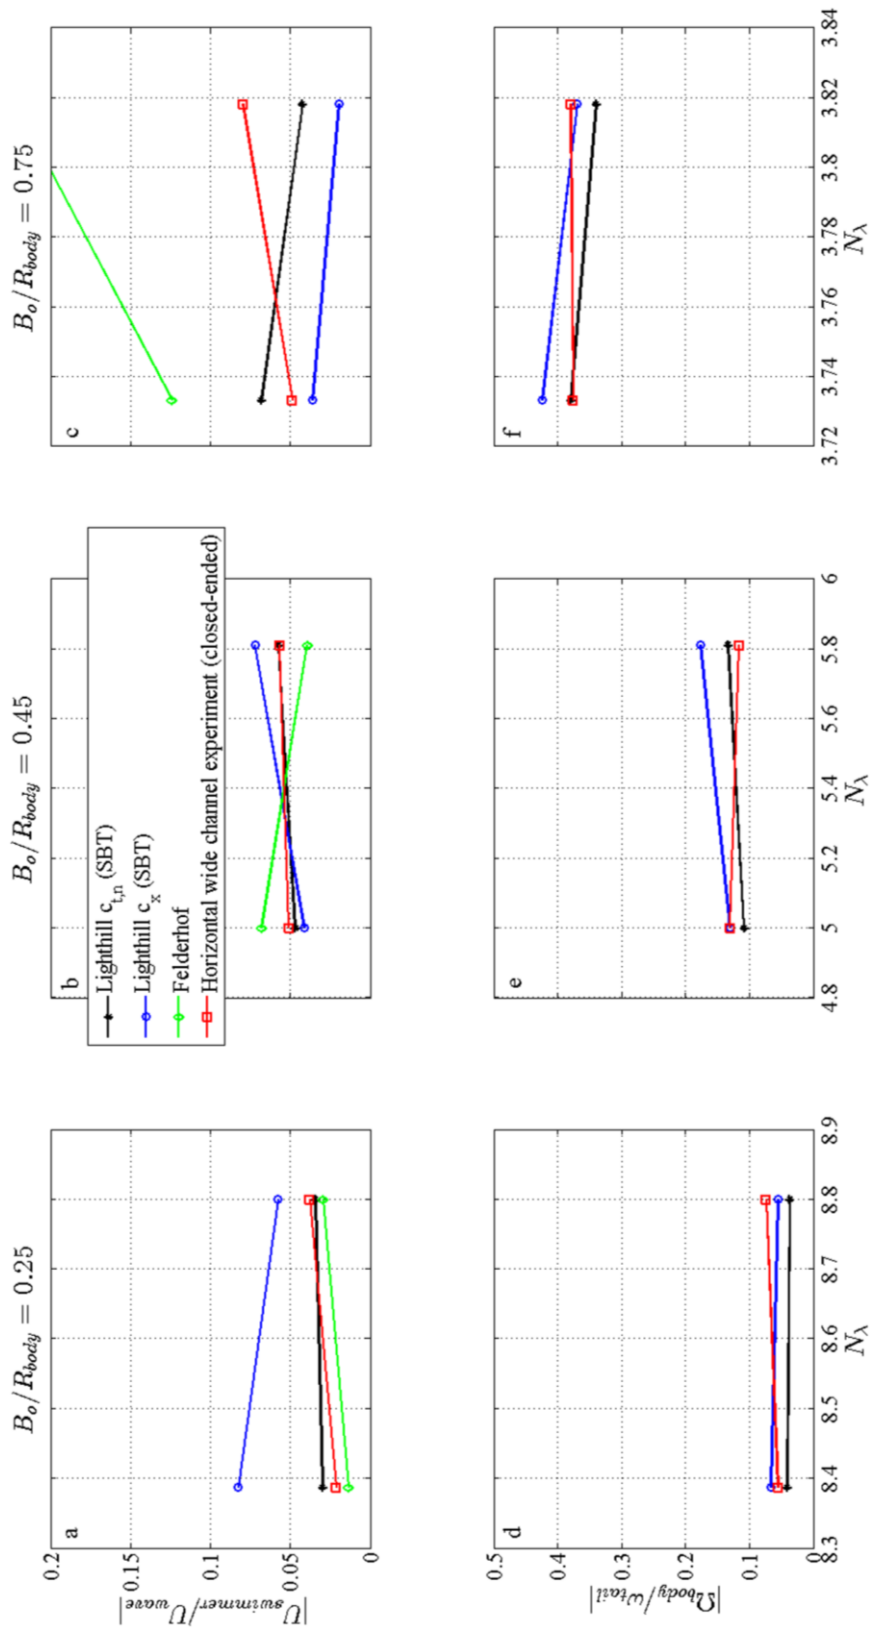 B_o/R_body = 0.25
B_o/R_body = 0.45
B_o/R_body = 0.75
|U_swimmer/U_wave|
0.2
0.15
0.1
0.05
0
a
b
c
Lighthill c_t,n (SBT)
Lighthill c_x (SBT)
Felderhof
Horizontal wide channel experiment (closed-ended)
|Ω_body/ω_tail|
0.5
0.4
0.3
0.2
0.1
0
d
e
f
8.3 8.4 8.5 8.6 8.7 8.8 8.9
4.8 5 5.2 5.4 5.6 5.8 6
3.72 3.74 3.76 3.78 3.8 3.82 3.84
N_λ
N_λ
N_λ